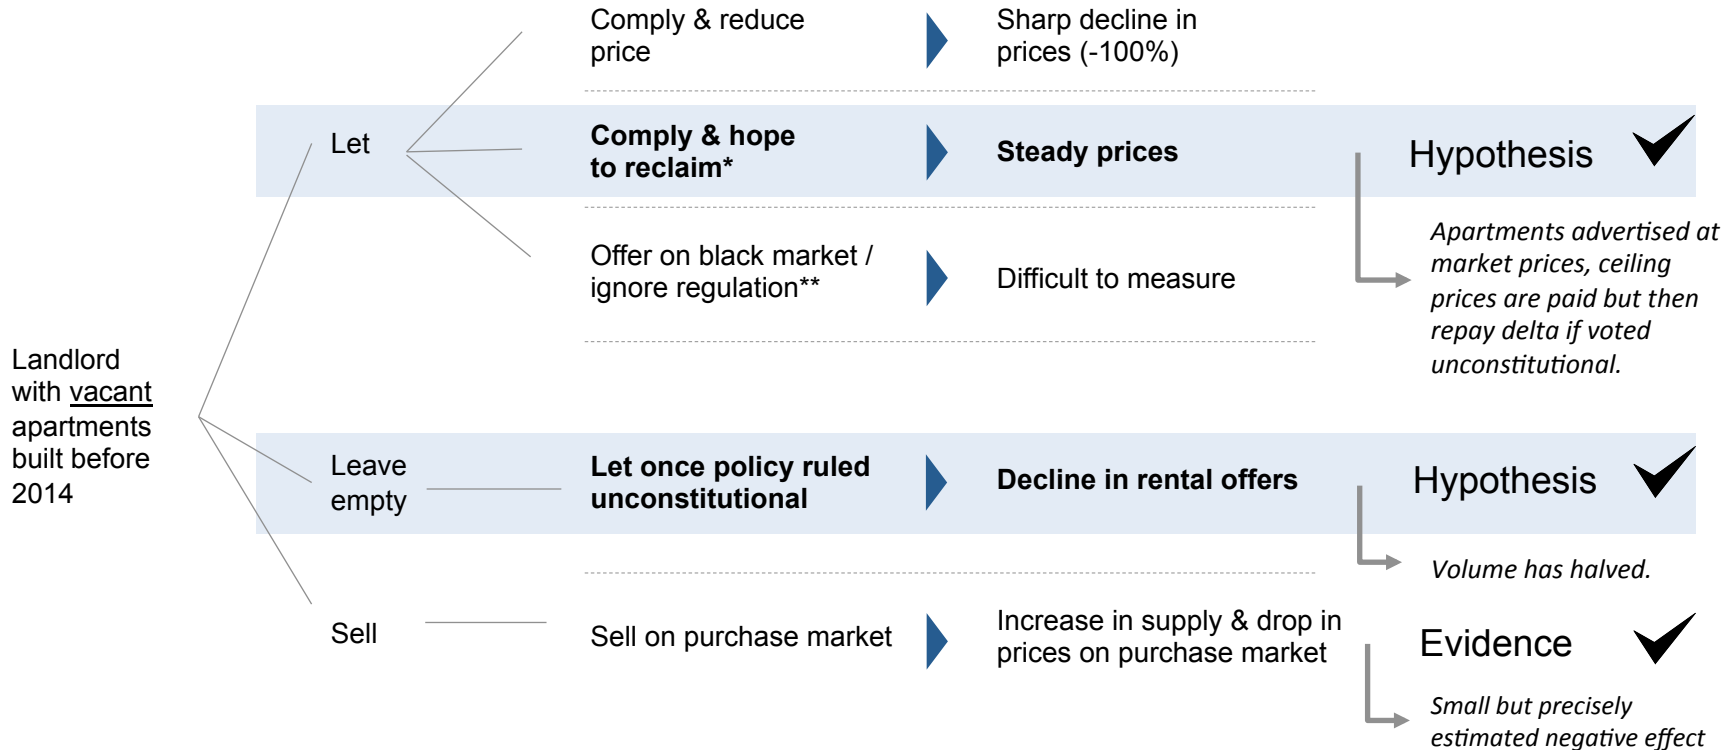 Comply & reduce
price
Sharp decline in
prices (-100%)
Let
Comply & hope
to reclaim*
Steady prices
Hypothesis
Apartments advertised at
market prices, ceiling
prices are paid but then
repay delta if voted
unconstitutional.
Offer on black market /
ignore regulation**
Difficult to measure
Landlord
with vacant
apartments
built before
2014
Leave
empty
Let once policy ruled
unconstitutional
Decline in rental offers
Hypothesis
Volume has halved.
Sell
Sell on purchase market
Increase in supply & drop in
prices on purchase market
Evidence
Small but precisely
estimated negative effect